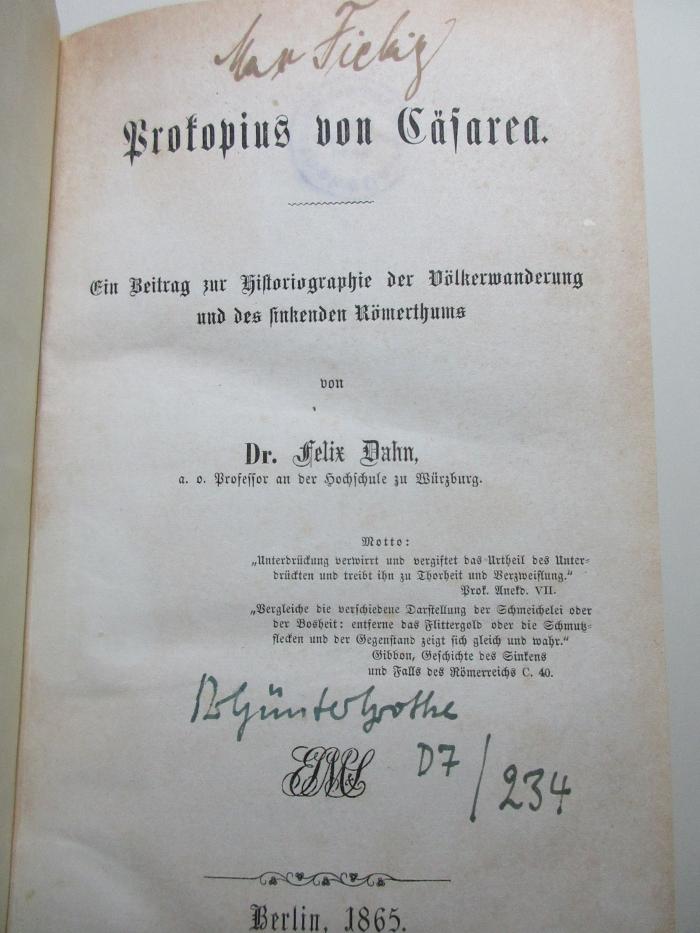 Max Fiebig
Prokopius von Cäsarea.
Ein Beitrag zur Historiographie der Völkerwanderung
und des sinkenden Römerthums
von
Dr. Felix Dahn,
a. o. Professor an der Hochschule zu Würzburg.
Motto:
„Unterdrückung verwirrt und vergiftet das Urtheil des Unter-
drückten und treibt ihn zu Thorheit und Verzweiflung.“
Prok. Anekd. VII.
„Vergleiche die verschiedene Darstellung der Schmeichelei oder
der Bosheit: entferne das Flittergold oder die Schmutz-
flecken und der Gegenstand zeigt sich gleich und wahr.“
Gibbon, Geschichte des Sinkens
und Falls des Römerreichs C. 40.
Günter Grothe
D7 / 234
Berlin, 1865.